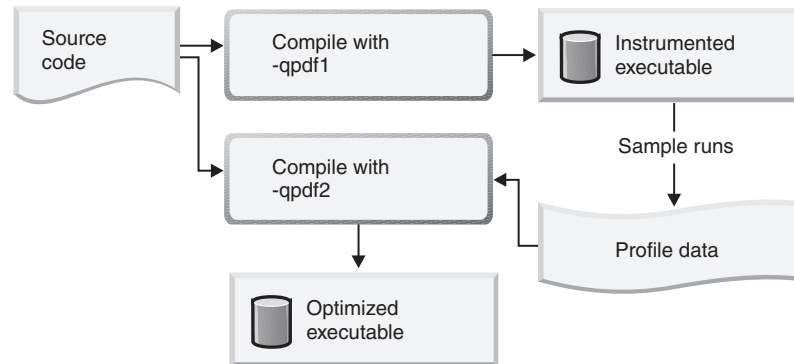 Source
code
Compile with
-qpdf1
Instrumented
executable
Sample runs
Compile with
-qpdf2
Profile data
Optimized
executable